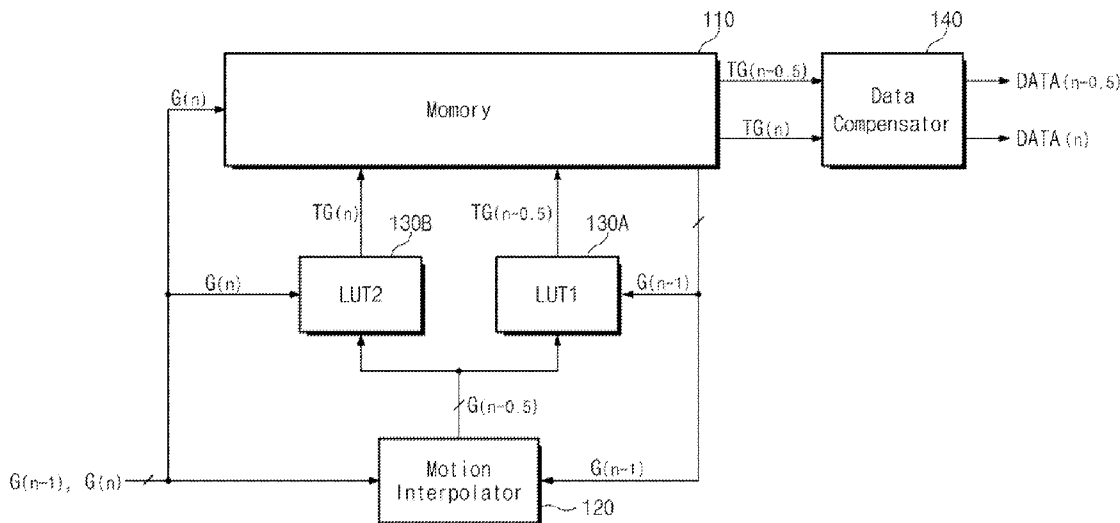 110
140
TG(n-0.5)
DATA(n-0.5)
G(n)
Momory
Data
Compensator
TG(n)
DATA(n)
TG(n)
TG(n-0.5)
130B
130A
G(n)
LUT2
LUT1
G(n-1)
G(n-0.5)
G(n-1), G(n)
Motion
Interpolator
G(n-1)
120